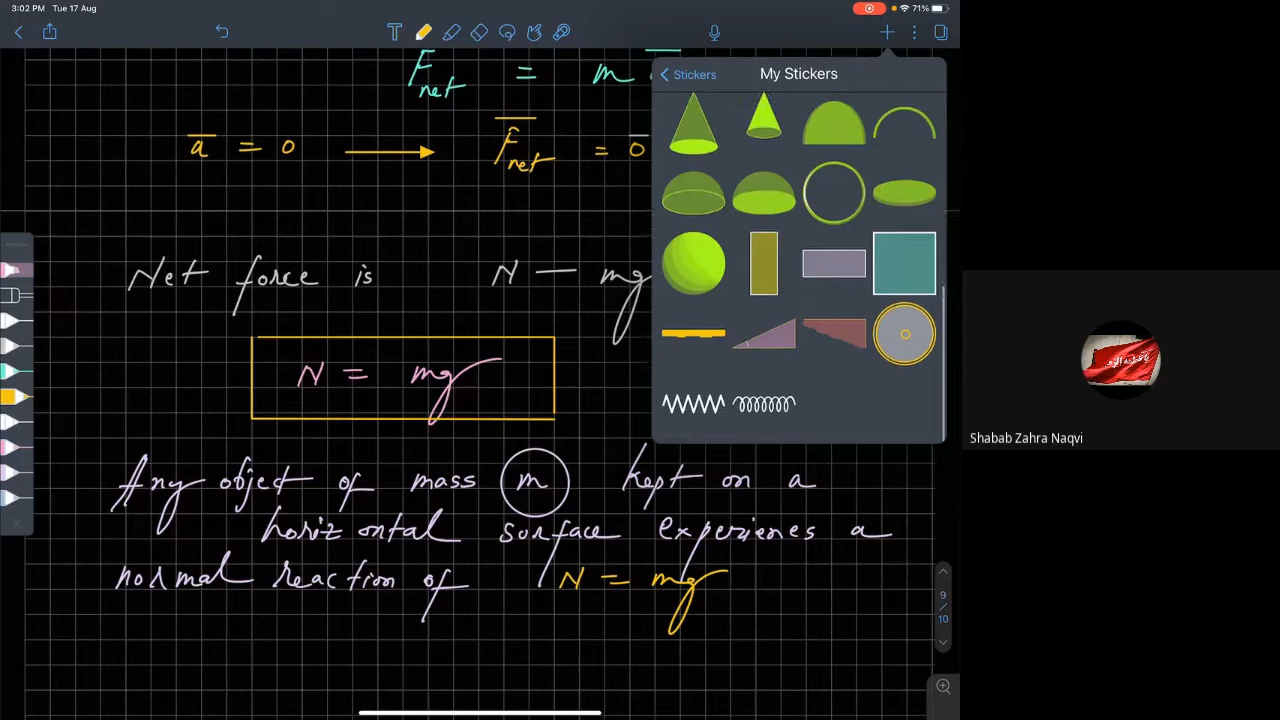 3:02 PM Tue 17 Aug
71%
F net = m
a = 0 → F net = 0
Stickers
My Stickers
Net force is N — mg
N = mg
Any object of mass m kept on a
horizontal surface experienes a
normal reaction of N = mg
9
/
10
Shabab Zahra Naqvi